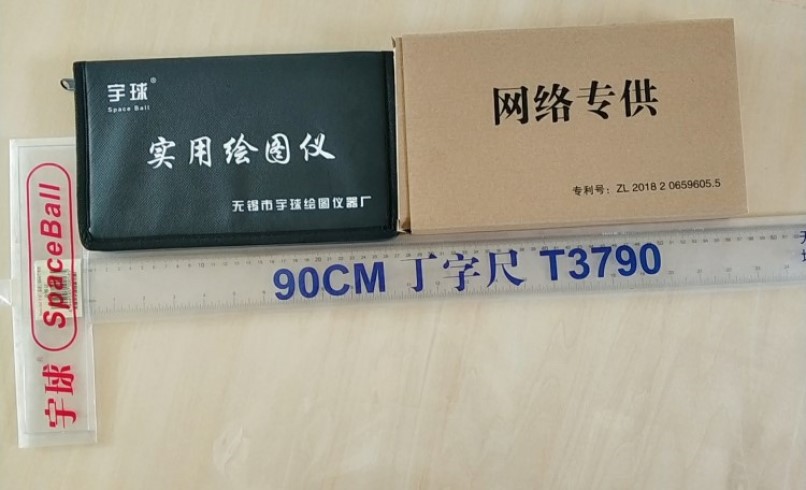 宇球®
Space Ball
实用绘图仪
无锡市宇球绘图仪器厂
网络专供
专利号：ZL 2018 2 0659605.5
90CM 丁字尺 T3790
宇球 SpaceBall